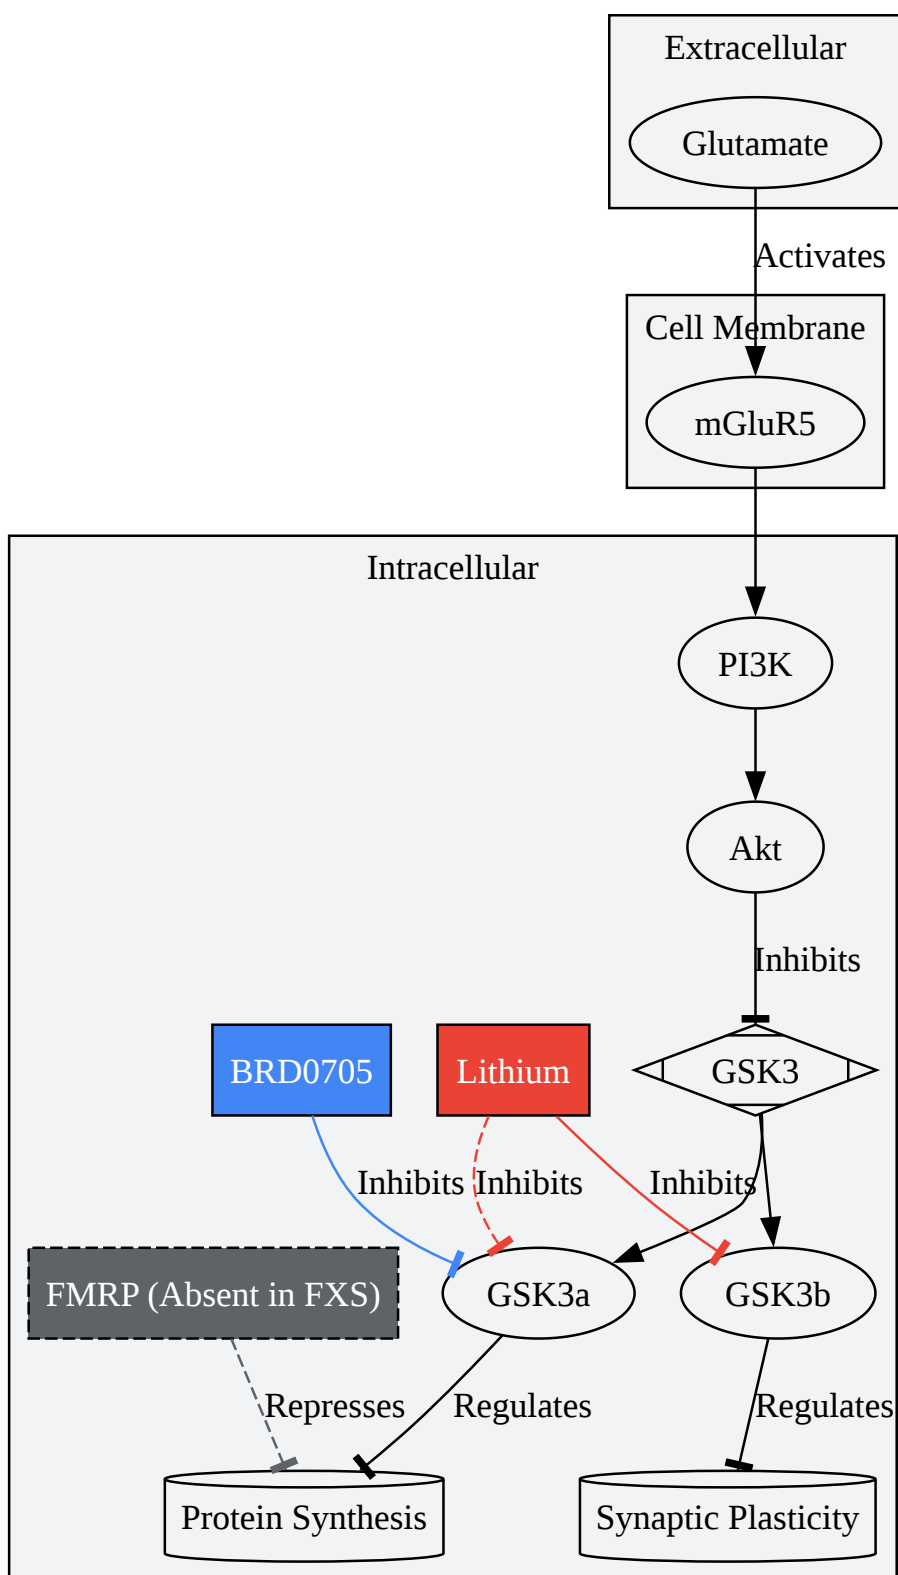 Extracellular
Glutamate
Activates
Cell Membrane
mGluR5
Intracellular
PI3K
Akt
Inhibits
BRD0705
Lithium
GSK3
Inhibits
Inhibits
Inhibits
FMRP (Absent in FXS)
GSK3a
GSK3b
Represses
Regulates
Regulates
Protein Synthesis
Synaptic Plasticity